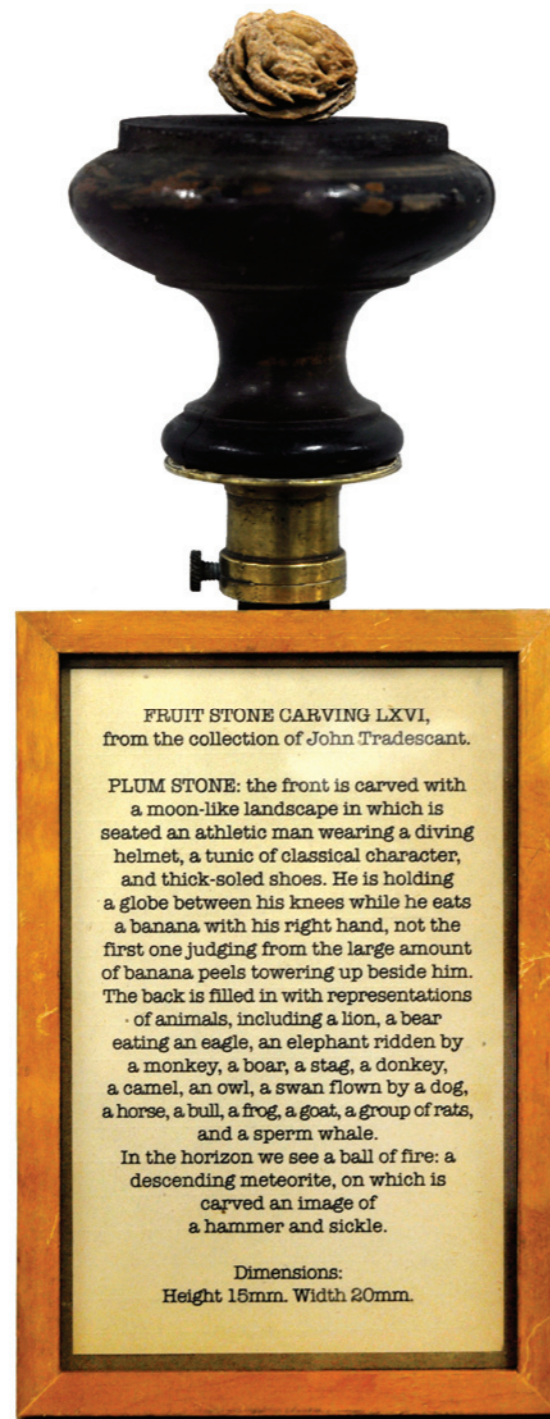 FRUIT STONE CARVING LXVI,
from the collection of John Tradescant.
PLUM STONE: the front is carved with
a moon-like landscape in which is
seated an athletic man wearing a diving
helmet, a tunic of classical character,
and thick-soled shoes. He is holding
a globe between his knees while he eats
a banana with his right hand, not the
first one judging from the large amount
of banana peels towering up beside him.
The back is filled in with representations
of animals, including a lion, a bear
eating an eagle, an elephant ridden by
a monkey, a boar, a stag, a donkey,
a camel, an owl, a swan flown by a dog,
a horse, a bull, a frog, a goat, a group of rats,
and a sperm whale.
In the horizon we see a ball of fire: a
descending meteorite, on which is
carved an image of
a hammer and sickle.
Dimensions:
Height 15mm. Width 20mm.